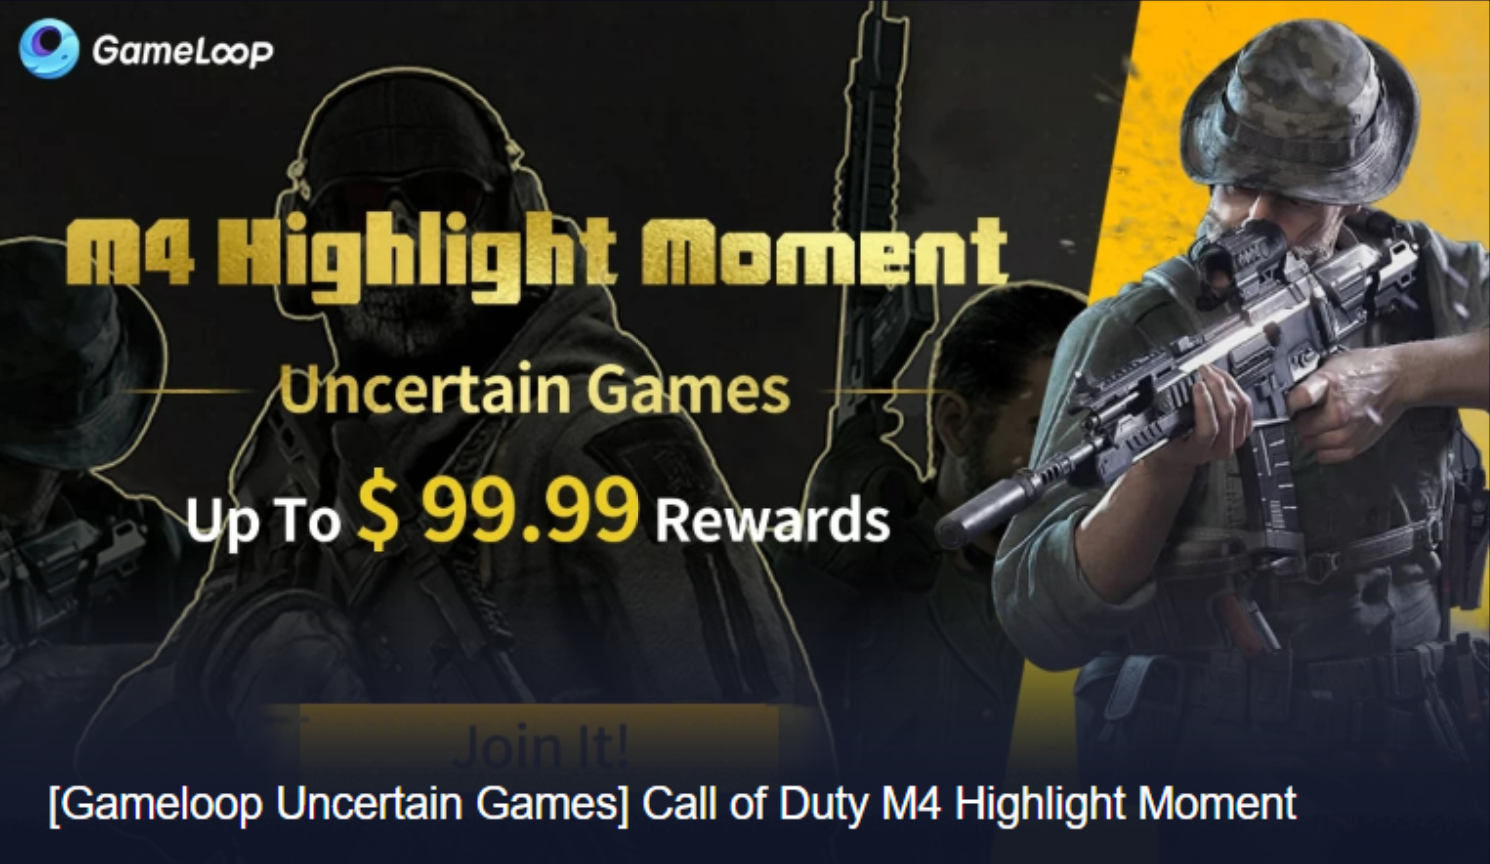 GameLoop
M4 Highlight Moment
Uncertain Games
Up To $ 99.99 Rewards
Join It!
[Gameloop Uncertain Games] Call of Duty M4 Highlight Moment